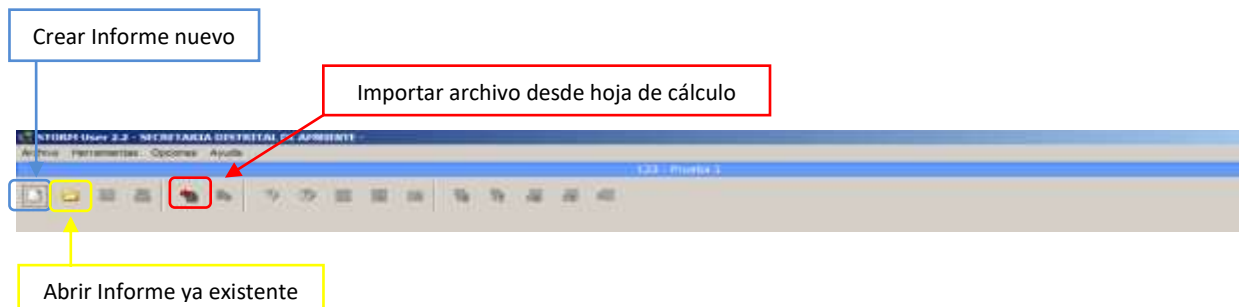 Crear Informe nuevo
Importar archivo desde hoja de cálculo
STORM User 2.2 - SECRETARIA DISTRITAL DE AMBIENTE -
Archivo Herramientas Opciones Ayuda
123 - Prueba 1
Abrir Informe ya existente